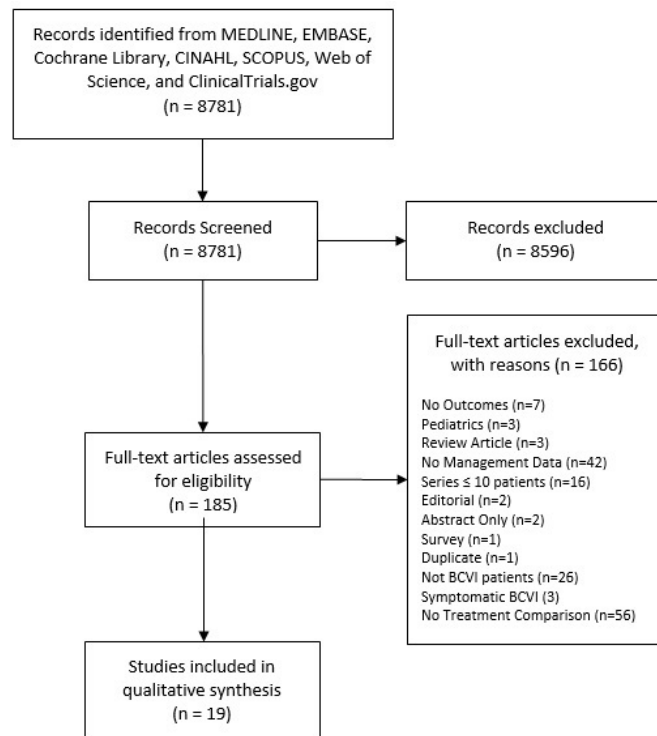 Records identified from MEDLINE, EMBASE,
Cochrane Library, CINAHL, SCOPUS, Web of
Science, and ClinicalTrials.gov
(n = 8781)
Records Screened
(n = 8781)
Records excluded
(n = 8596)
Full-text articles assessed
for eligibility
(n = 185)
Full-text articles excluded,
with reasons (n = 166)
No Outcomes (n=7)
Pediatrics (n=3)
Review Article (n=3)
No Management Data (n=42)
Series ≤ 10 patients (n=16)
Editorial (n=2)
Abstract Only (n=2)
Survey (n=1)
Duplicate (n=1)
Not BCVI patients (n=26)
Symptomatic BCVI (3)
No Treatment Comparison (n=56)
Studies included in
qualitative synthesis
(n = 19)